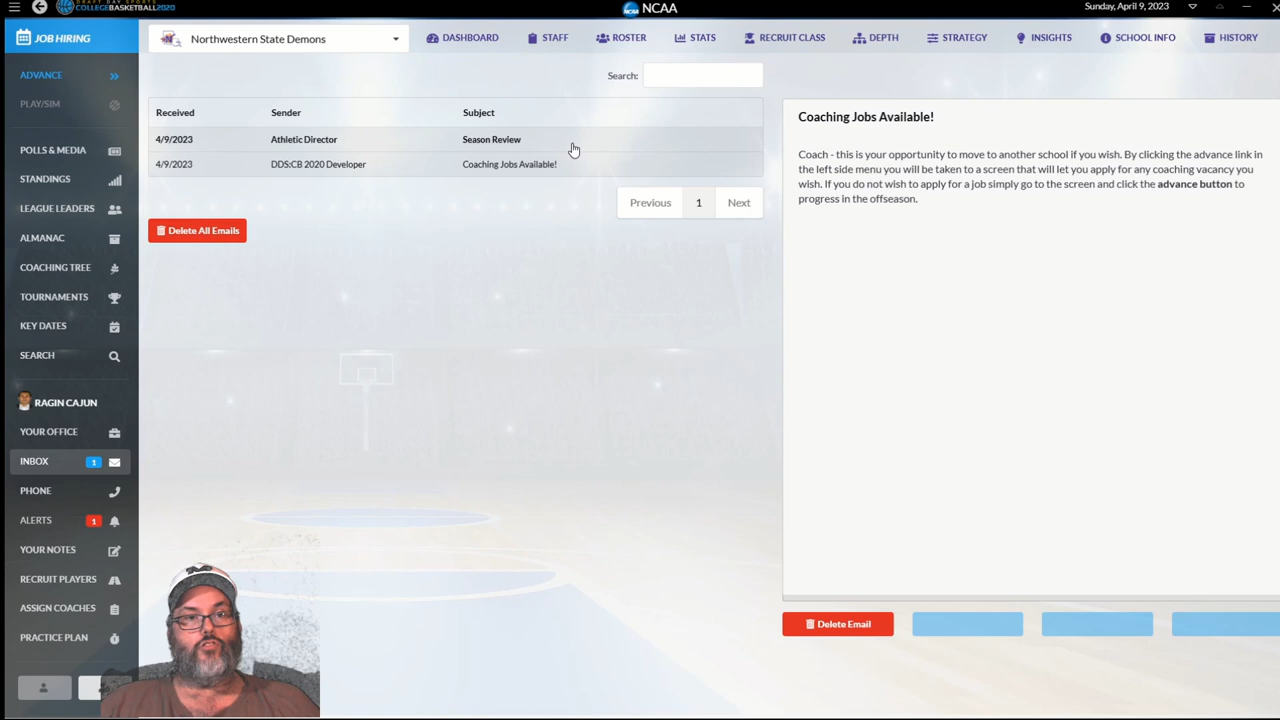 DRAFT DAY SPORTS
COLLEGE BASKETBALL 2020
NCAA
Sunday, April 9, 2023
JOB HIRING
Northwestern State Demons
DASHBOARD
STAFF
ROSTER
STATS
RECRUIT CLASS
DEPTH
STRATEGY
INSIGHTS
SCHOOL INFO
HISTORY
ADVANCE
PLAY/SIM
POLLS & MEDIA
STANDINGS
LEAGUE LEADERS
ALMANAC
COACHING TREE
TOURNAMENTS
KEY DATES
SEARCH
RAGIN CAJUN
YOUR OFFICE
INBOX 1
PHONE
ALERTS 1
YOUR NOTES
RECRUIT PLAYERS
ASSIGN COACHES
PRACTICE PLAN
Search:
Received Sender Subject
4/9/2023 Athletic Director Season Review
4/9/2023 DDS:CB 2020 Developer Coaching Jobs Available!
Previous 1 Next
Delete All Emails
Coaching Jobs Available!
Coach - this is your opportunity to move to another school if you wish. By clicking the advance link in
the left side menu you will be taken to a screen that will let you apply for any coaching vacancy you
wish. If you do not wish to apply for a job simply go to the screen and click the advance button to
progress in the offseason.
Delete Email